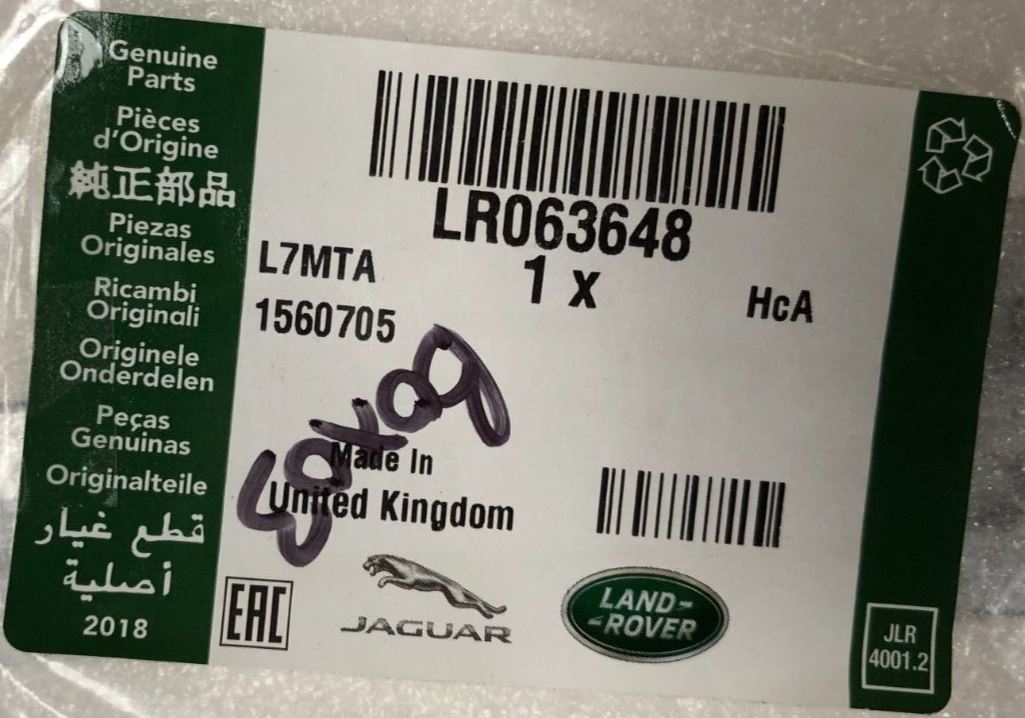 Genuine
Parts
Pièces
d'Origine
純正部品
Piezas
Originales
Ricambi
Originali
Originele
Onderdelen
Peças
Genuinas
Originalteile
قطع غيار
أصلية
2018
LR063648
1 x
HcA
L7MTA
1560705
Made In
United Kingdom
EAC
JAGUAR
LAND-
-ROVER
JLR
4001.2